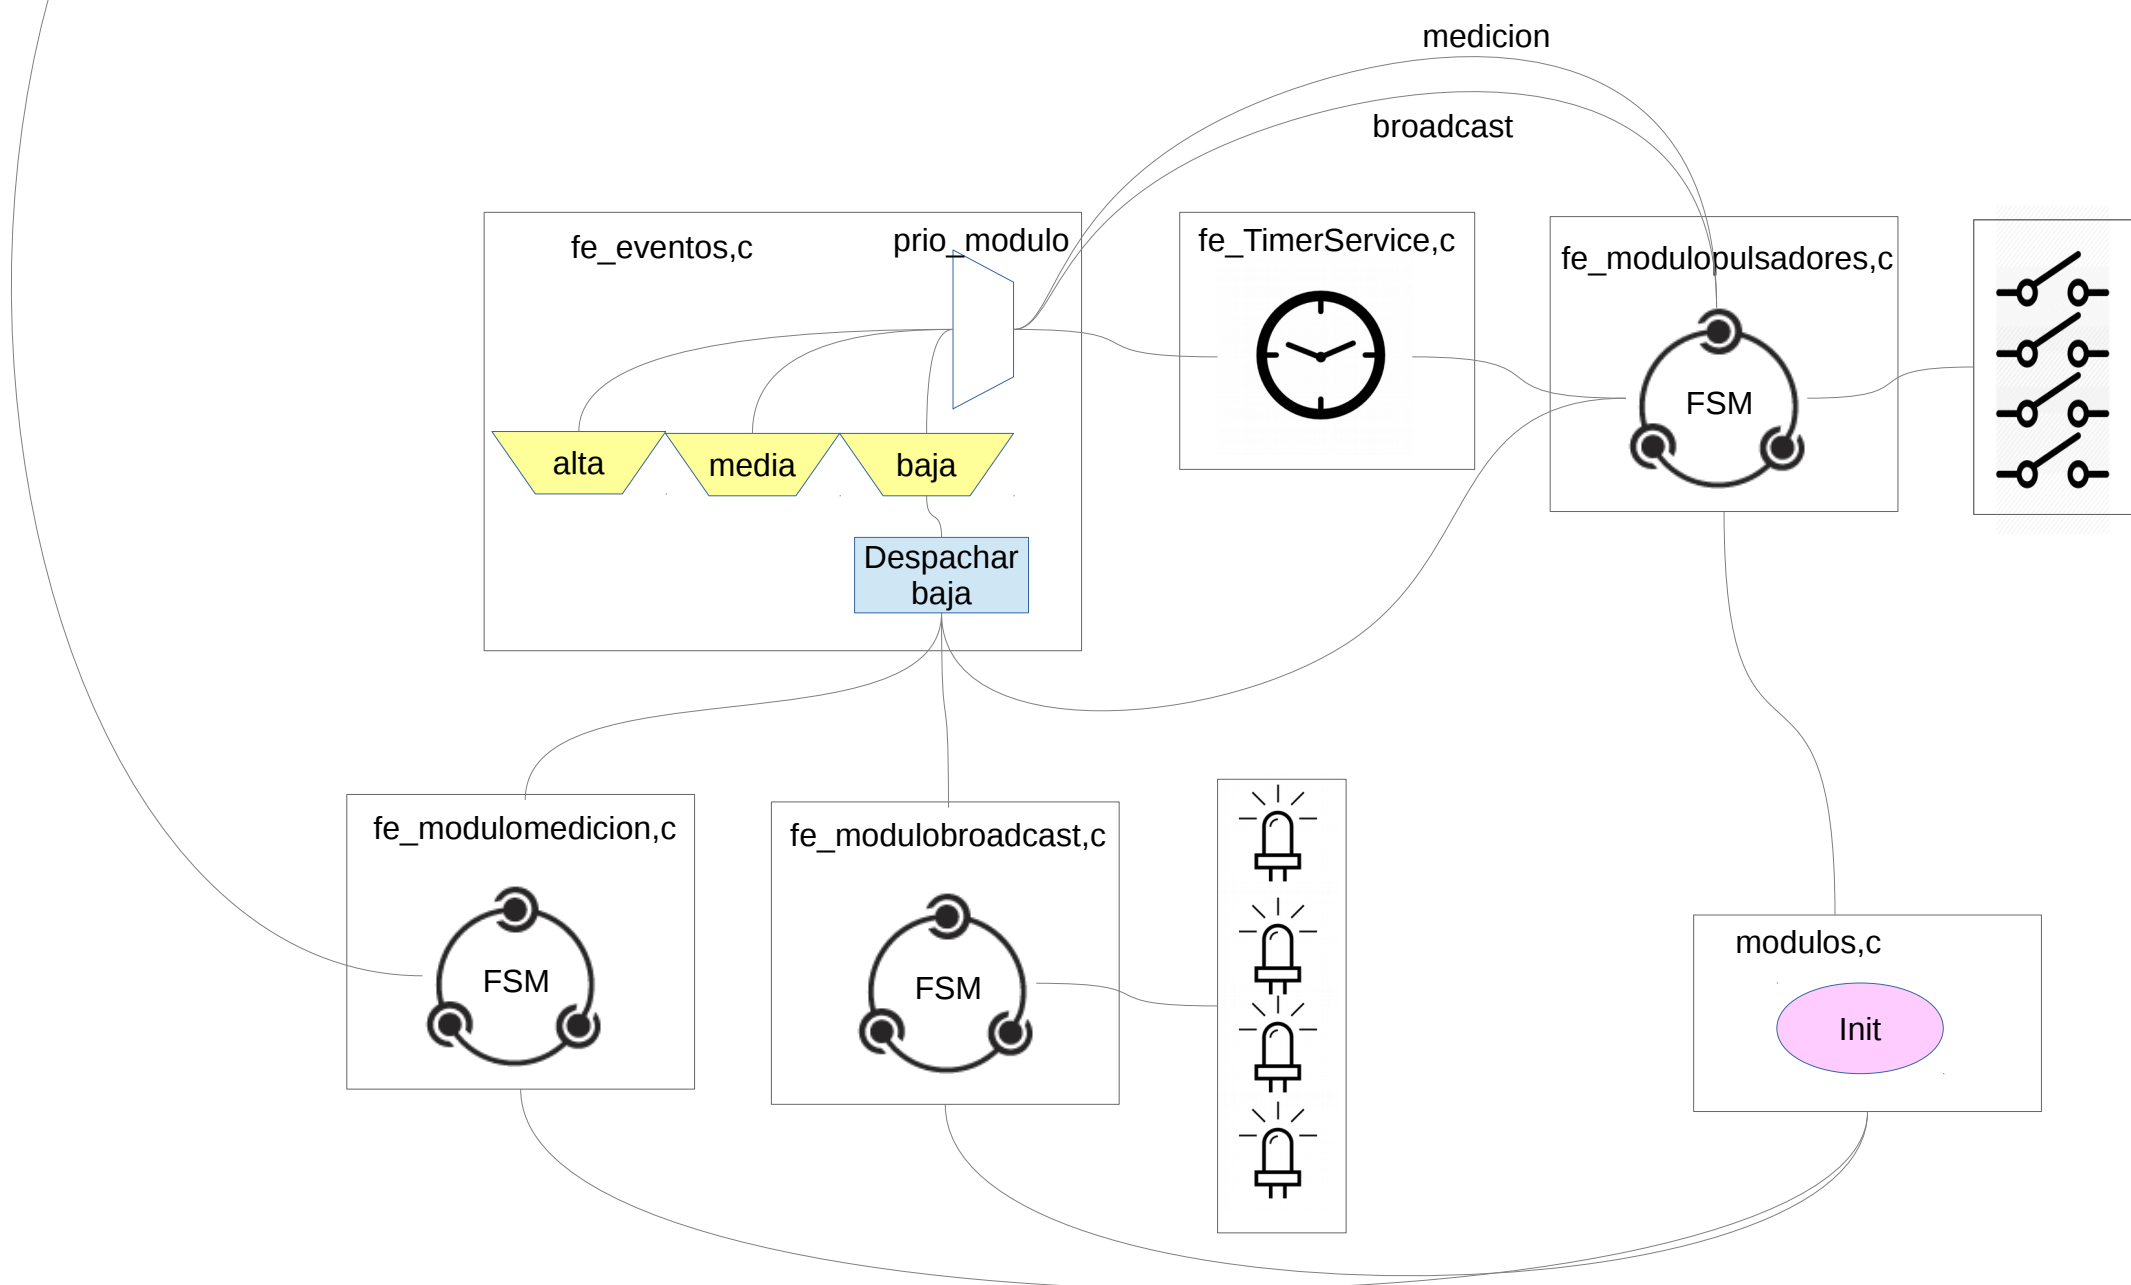 medicion
broadcast
fe_eventos,c
prio_modulo
fe_TimerService,c
fe_modulopulsadores,c
FSM
alta
media
baja
Despachar
baja
fe_modulomedicion,c
fe_modulobroadcast,c
FSM
FSM
modulos,c
Init